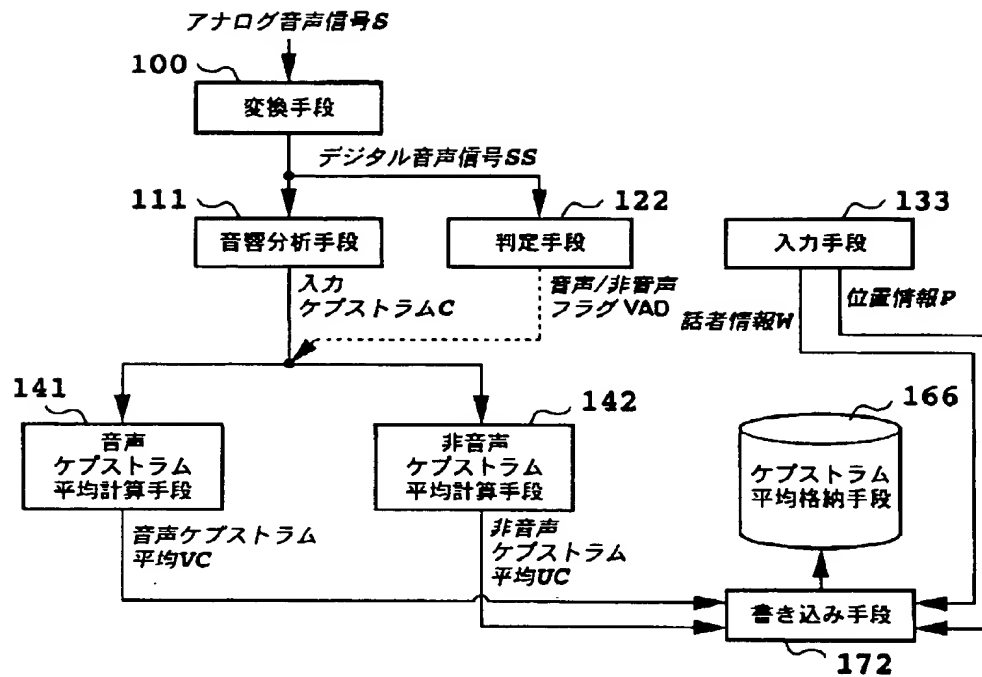 アナログ音声信号S
100
変換手段
デジタル音声信号SS
111
音響分析手段
122
判定手段
133
入力手段
入力
ケプストラムC
音声/非音声
フラグVAD
話者情報W
位置情報P
141
音声
ケプストラム
平均計算手段
142
非音声
ケプストラム
平均計算手段
166
ケプストラム
平均格納手段
音声ケプストラム
平均VC
非音声
ケプストラム
平均UC
書き込み手段
172